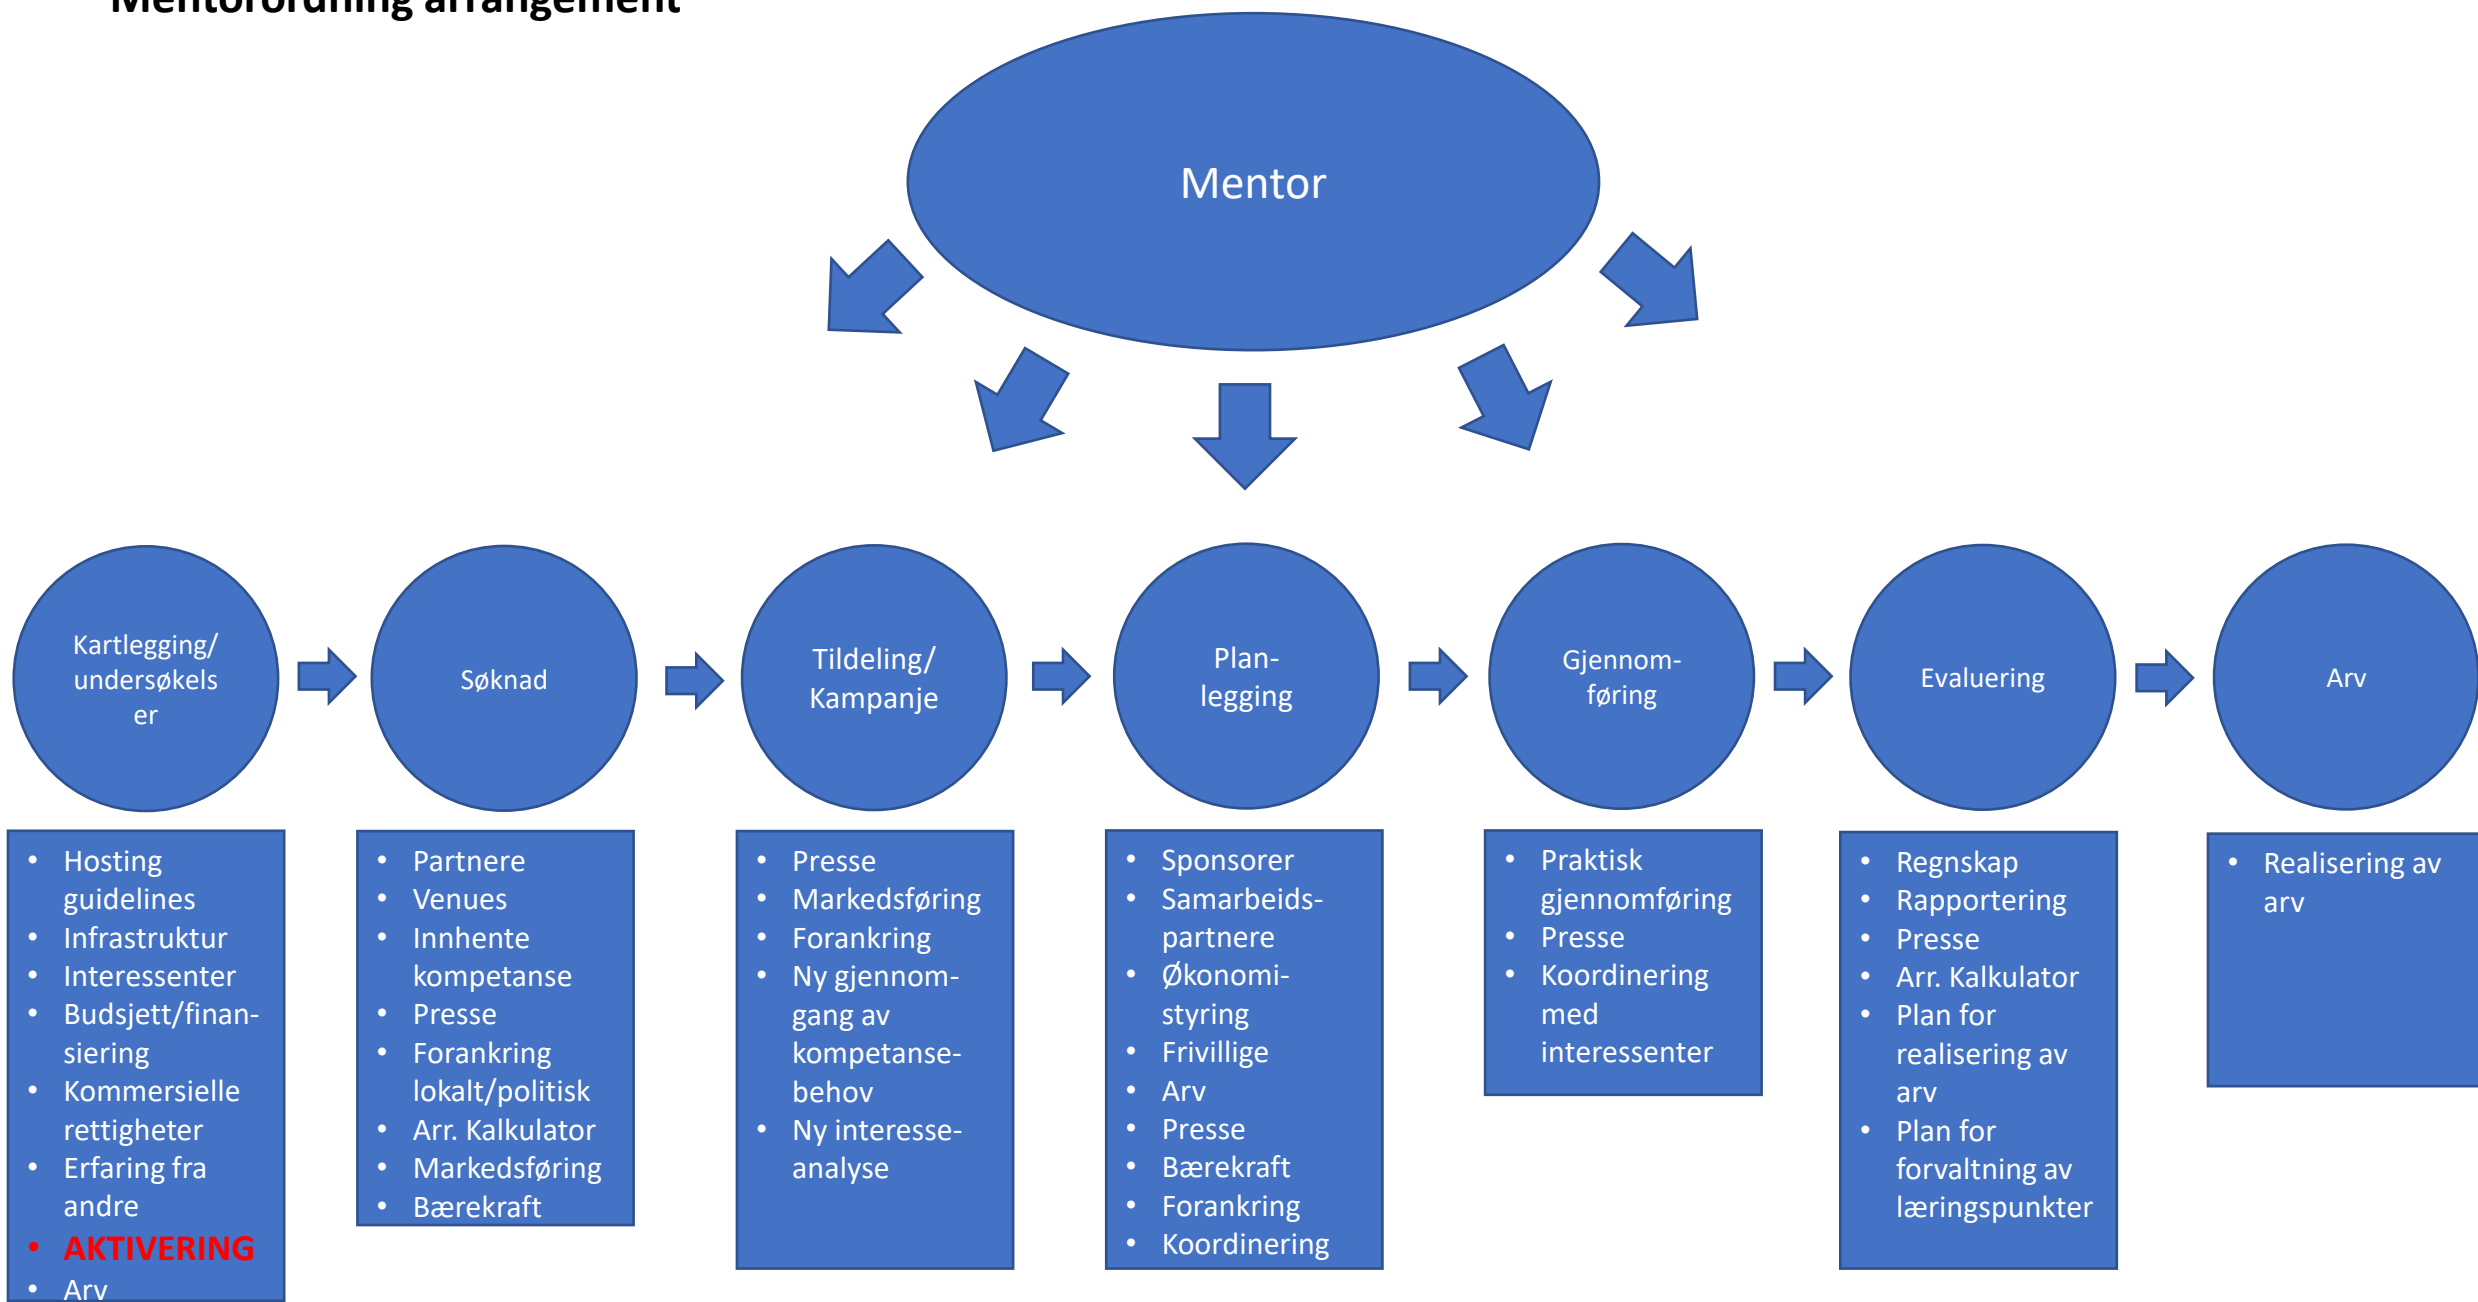 Mentorordning arrangement
Mentor
Kartlegging/
undersøkels
er
Søknad
Tildeling/
Kampanje
Plan-
legging
Gjennom-
føring
Evaluering
Arv
• Hosting
guidelines
• Infrastruktur
• Interessenter
• Budsjett/finan-
siering
• Kommersielle
rettigheter
• Erfaring fra
andre
• AKTIVERING
• Arv
• Partnere
• Venues
• Innhente
kompetanse
• Presse
• Forankring
lokalt/politisk
• Arr. Kalkulator
• Markedsføring
• Bærekraft
• Presse
• Markedsføring
• Forankring
• Ny gjennom-
gang av
kompetanse-
behov
• Ny interesse-
analyse
• Sponsorer
• Samarbeids-
partnere
• Økonomi-
styring
• Frivillige
• Arv
• Presse
• Bærekraft
• Forankring
• Koordinering
• Praktisk
gjennomføring
• Presse
• Koordinering
med
interessenter
• Regnskap
• Rapportering
• Presse
• Arr. Kalkulator
• Plan for
realisering av
arv
• Plan for
forvaltning av
læringspunkter
• Realisering av
arv